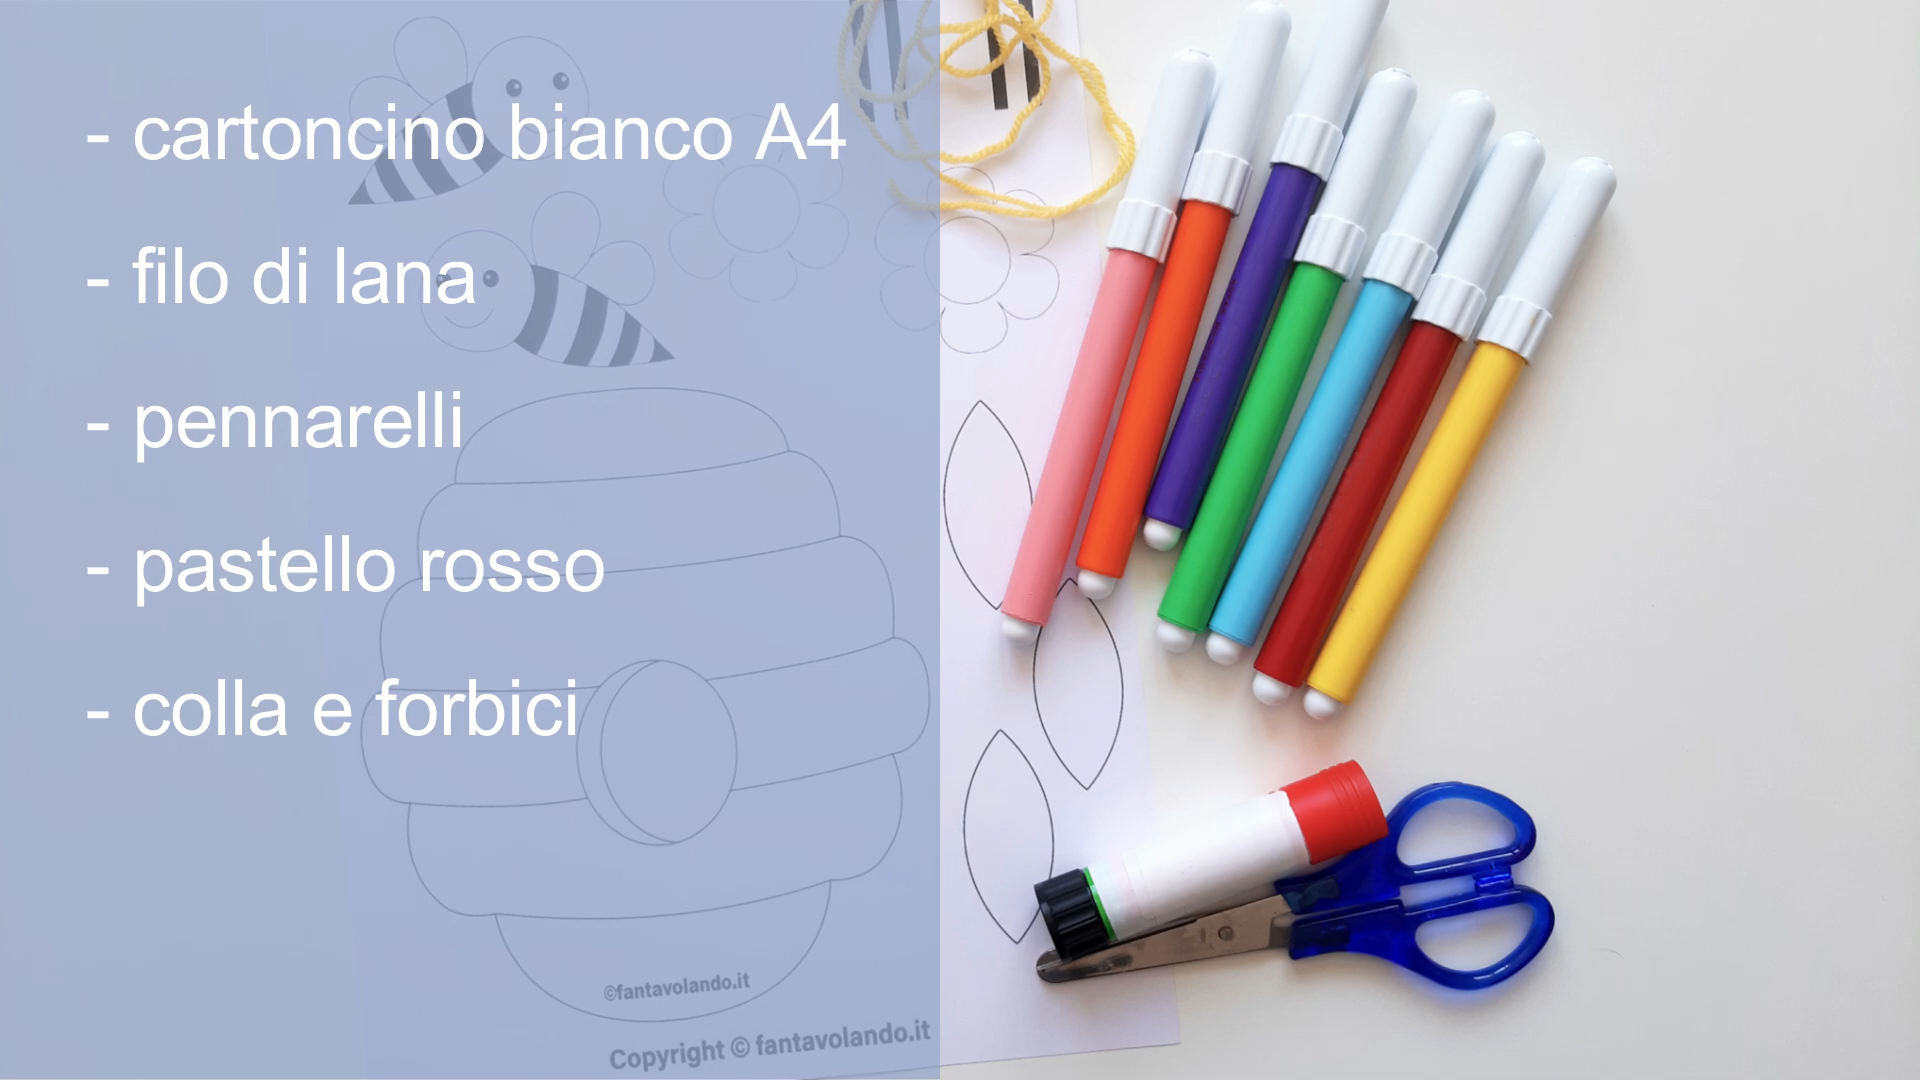 - cartoncino bianco A4
- filo di lana
- pennarelli
- pastello rosso
- colla e forbici
©fantavolando.it
Copyright © fantavolando.it